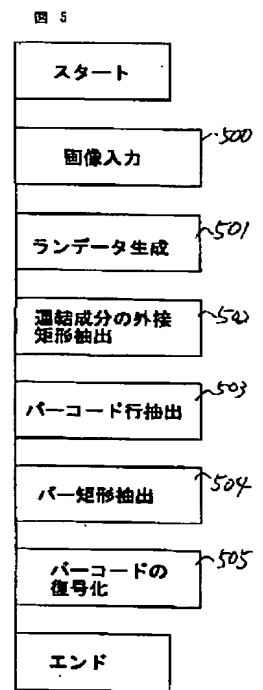 図 5
スタート
画像入力
500
ランデータ生成
501
連結成分の外接
矩形抽出
502
バーコード行抽出
503
バー矩形抽出
504
バーコードの
復号化
505
エンド